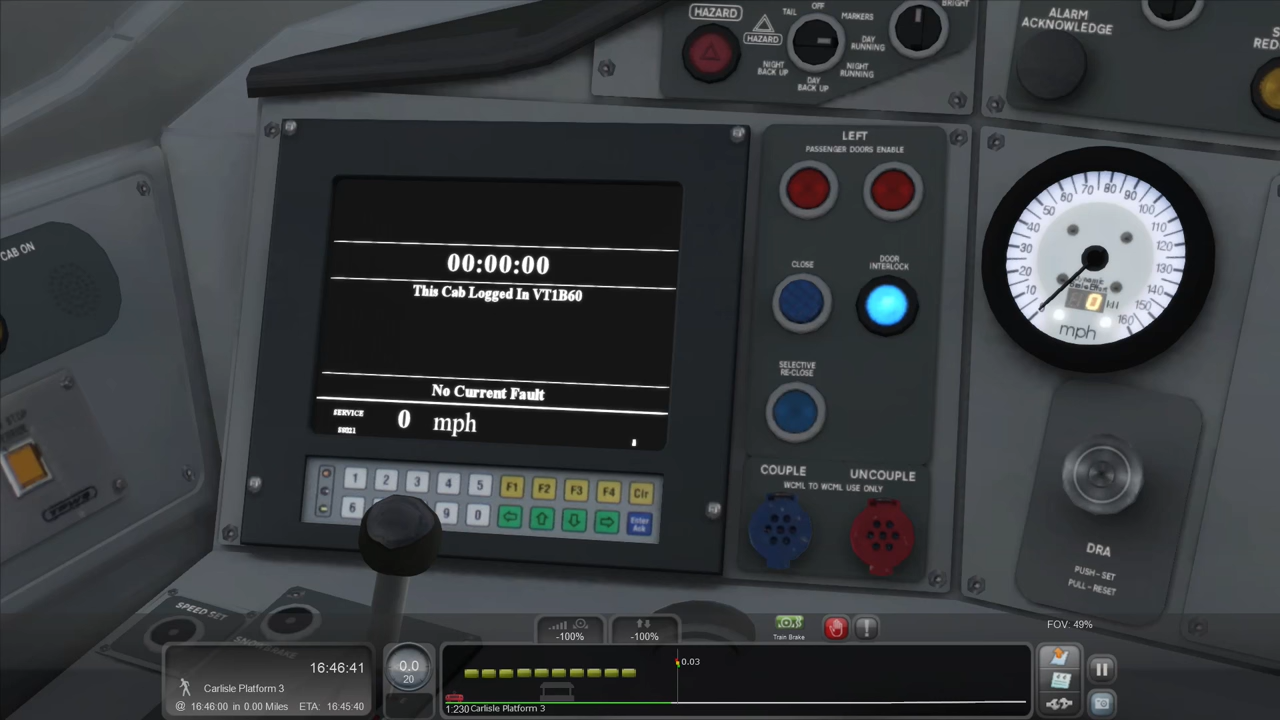 HAZARD
HAZARD
TAIL
OFF
MARKERS
DAY RUNNING
NIGHT RUNNING
DAY BACK UP
NIGHT BACK UP
BRIGHT
ALARM
ACKNOWLEDGE
RED
CAB ON
STOP
LEFT
PASSENGER DOORS ENABLE
CLOSE
DOOR
INTERLOCK
SELECTIVE
RE-CLOSE
COUPLE
UNCOUPLE
WCML TO WCML USE ONLY
00:00:00
This Cab Logged In VT1B60
No Current Fault
SERVICE
0 mph
1 2 3 4 5 F1 F2 F3 F4 Clr
6 9 0 Enter Ack
10 20 30 40 50 60 70 80 90 100 110 120 130 140 150 160
0
mph
DRA
PUSH-SET
PULL-RESET
SPEED SET
SNOWBRAKE
-100%
-100%
Train Brake
FOV: 49%
16:46:41
Carlisle Platform 3
@ 16:46:00 in 0.00 Miles ETA: 16:45:40
0.0
20
0.03
1:230 Carlisle Platform 3